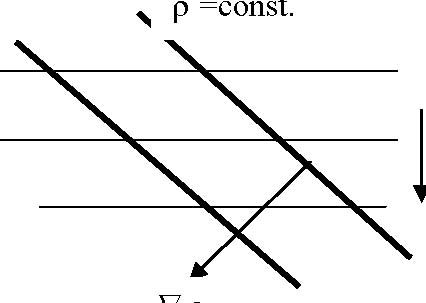 ρ =const.
∇